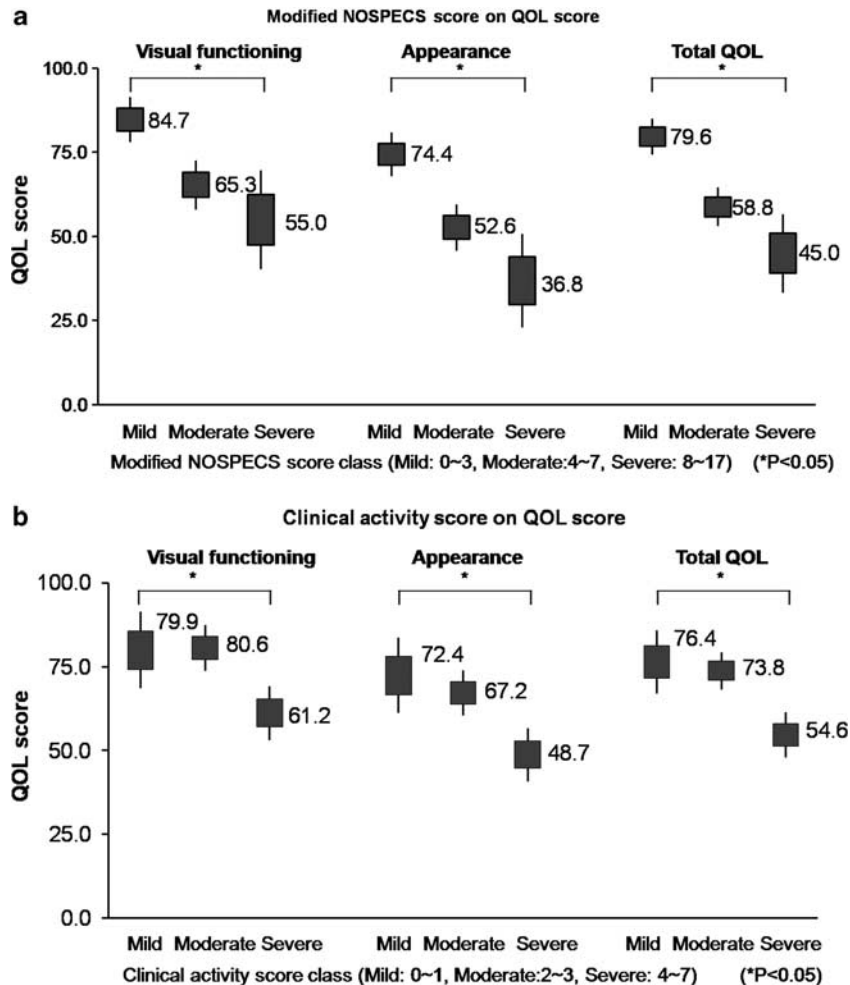 a
Modified NOSPECS score on QOL score
Visual functioning Appearance Total QOL
* * *
100.0
84.7
74.4
79.6
75.0
65.3
52.6
58.8
55.0
50.0
36.8
45.0
25.0
0.0
QOL score
Mild Moderate Severe Mild Moderate Severe Mild Moderate Severe
Modified NOSPECS score class (Mild: 0~3, Moderate:4~7, Severe: 8~17) (*P<0.05)
b
Clinical activity score on QOL score
Visual functioning Appearance Total QOL
* * *
100.0
79.9
80.6
72.4
67.2
76.4
73.8
75.0
61.2
48.7
54.6
50.0
25.0
0.0
QOL score
Mild Moderate Severe Mild Moderate Severe Mild Moderate Severe
Clinical activity score class (Mild: 0~1, Moderate:2~3, Severe: 4~7) (*P<0.05)